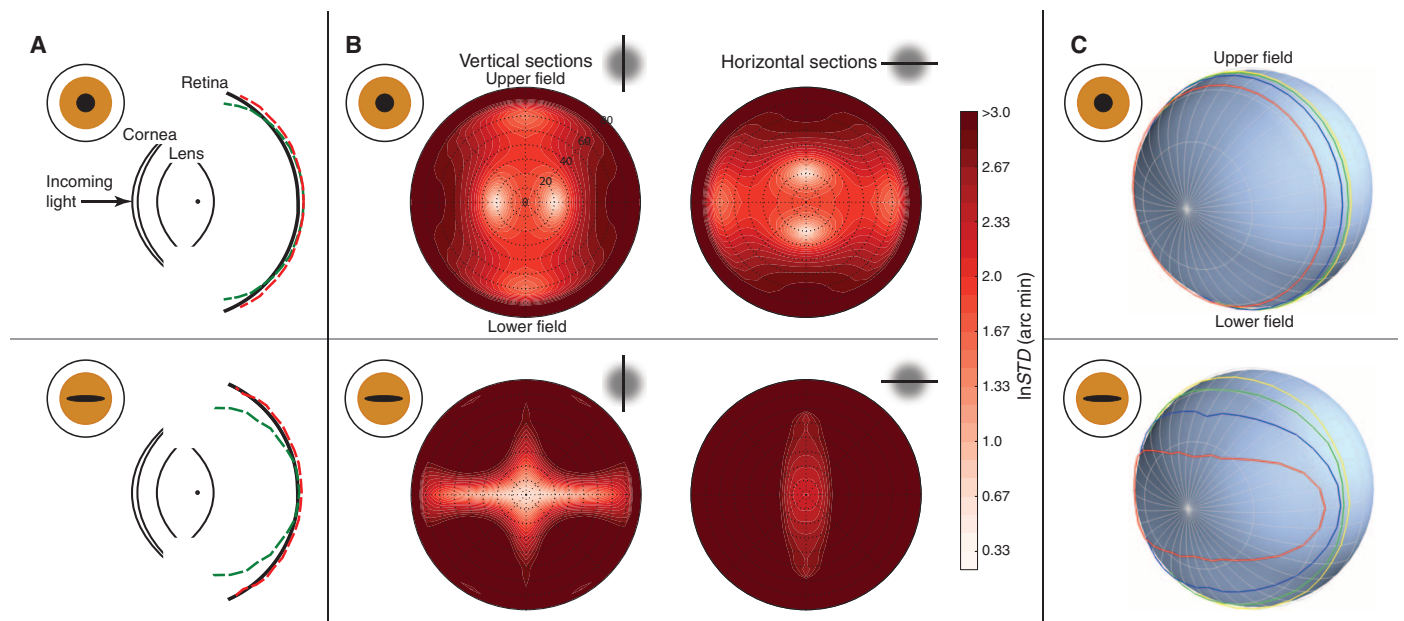 A
Retina
Cornea
Lens
Incoming
light
B
Vertical sections
Upper field
60
40
20
0
Lower field
Horizontal sections
>3.0
2.67
2.33
2.0
1.67
1.33
1.0
0.67
0.33
lnSTD (arc min)
C
Upper field
Lower field